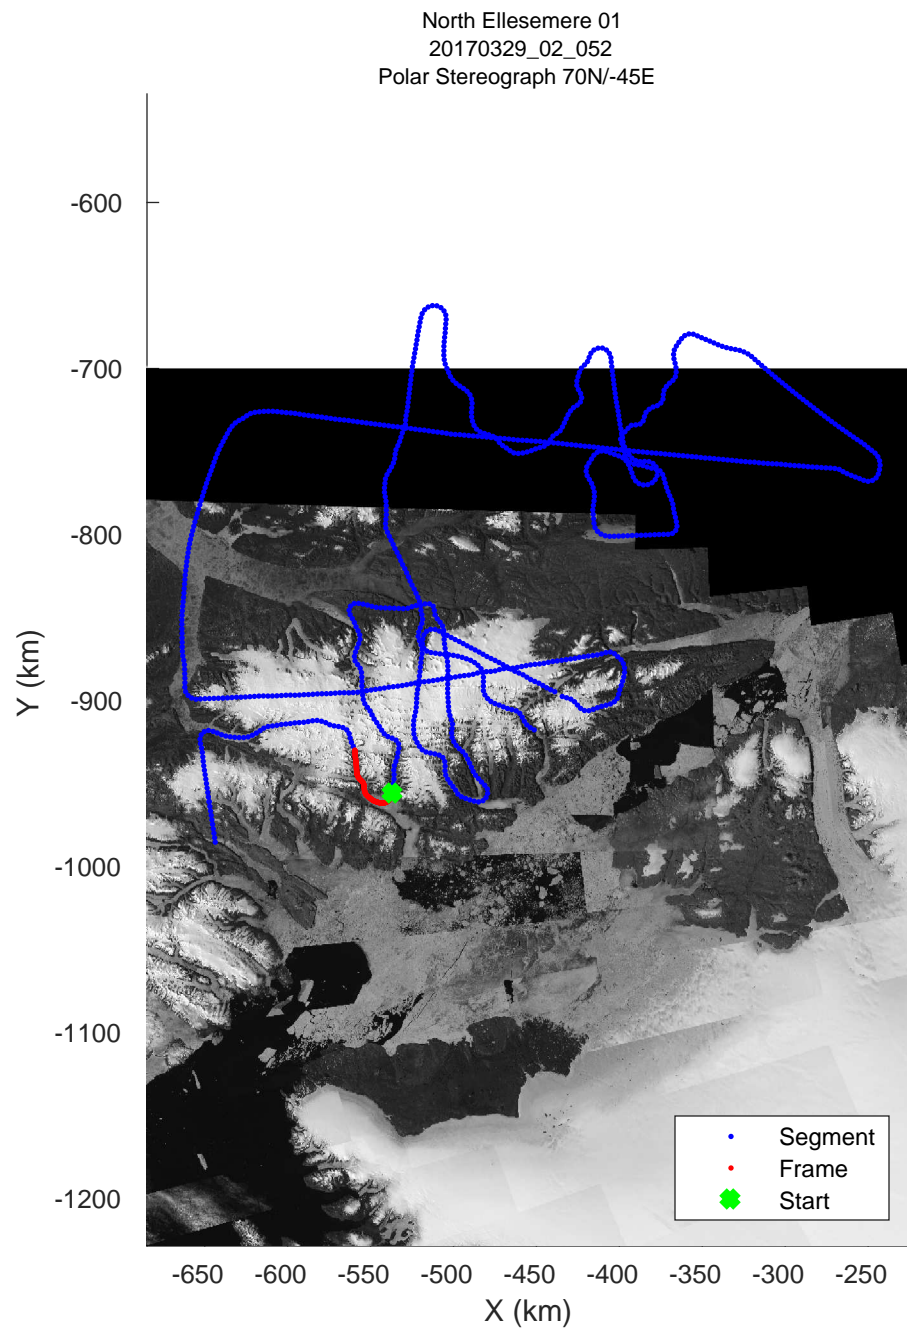 North Ellesemere 01
20170329_02_052
Polar Stereograph 70N/-45E
-600
-700
-800
-900
-1000
-1100
-1200
Y (km)
-650 -600 -550 -500 -450 -400 -350 -300 -250
X (km)
Segment
Frame
Start